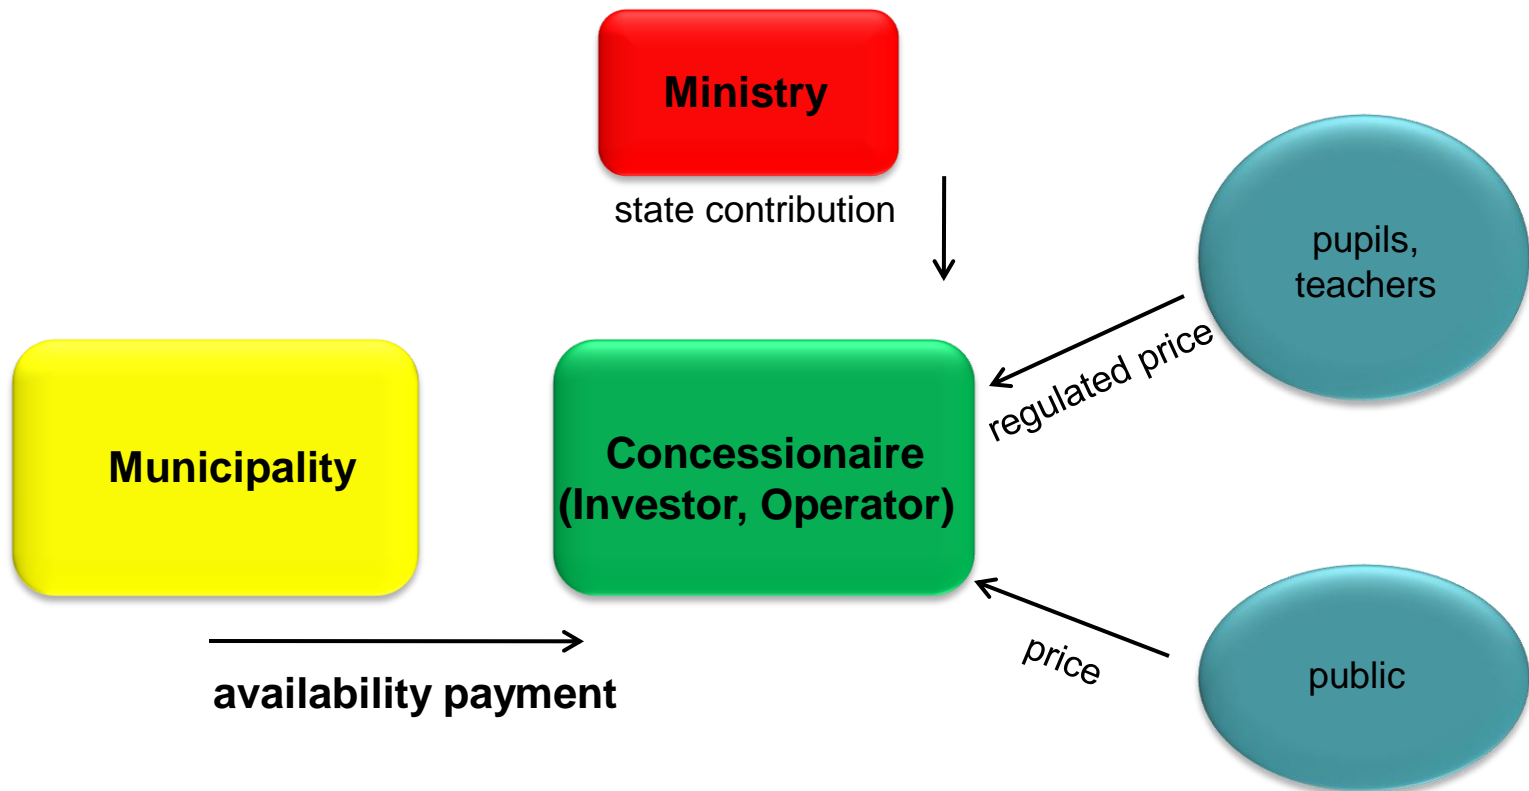 Ministry
state contribution
pupils,
teachers
regulated price
Municipality
Concessionaire
(Investor, Operator)
availability payment
price
public